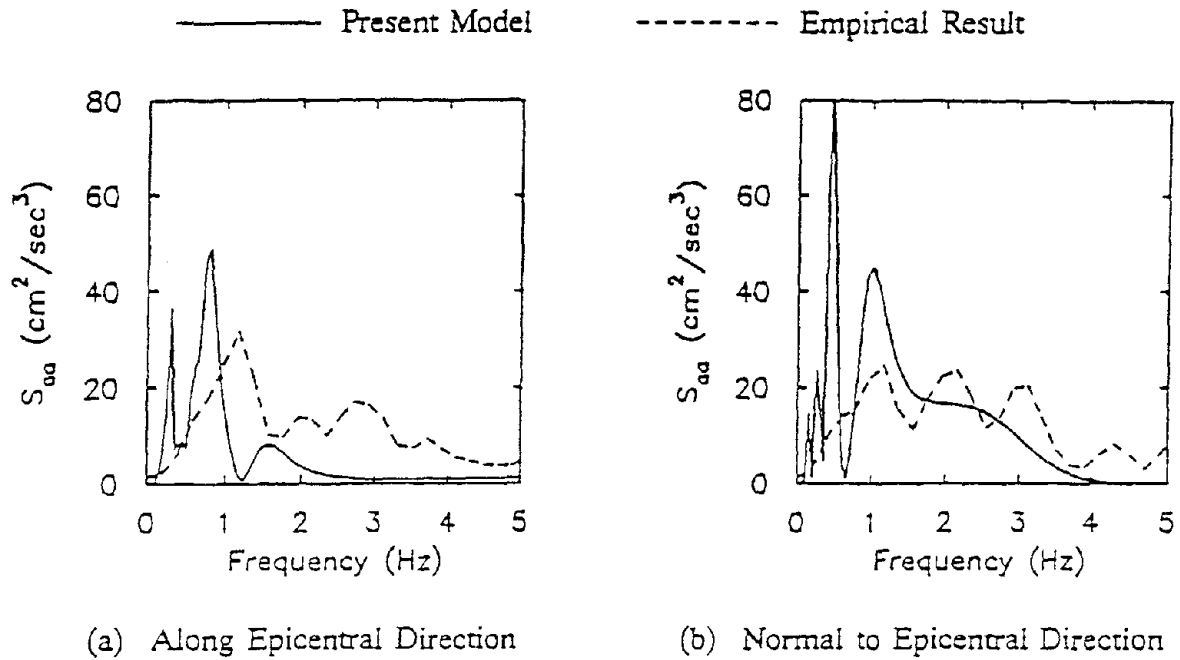 Present Model
Empirical Result
80
60
40
20
0
S_aa (cm^2/sec^3)
0 1 2 3 4 5
Frequency (Hz)
(a) Along Epicentral Direction
80
60
40
20
0
S_aa (cm^2/sec^3)
0 1 2 3 4 5
Frequency (Hz)
(b) Normal to Epicentral Direction